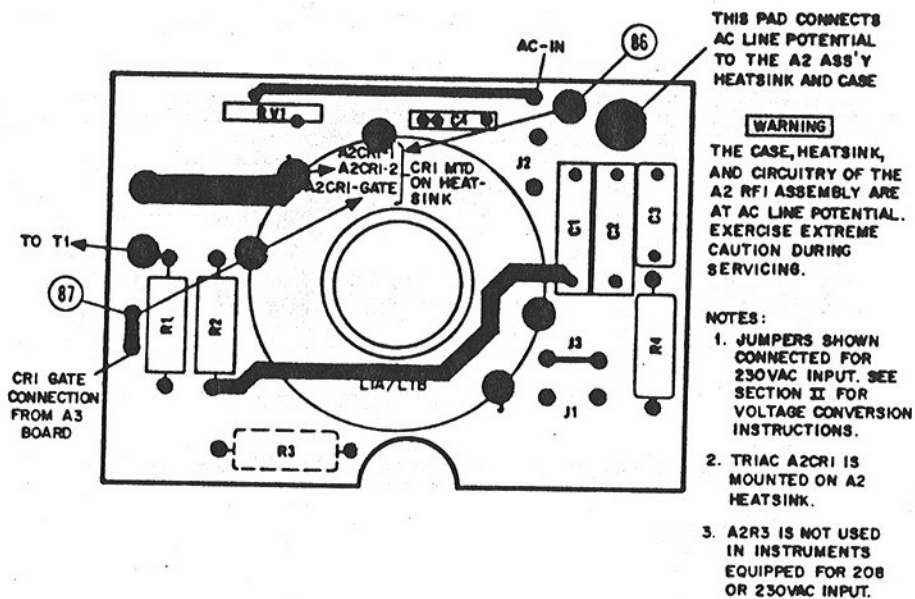 THIS PAD CONNECTS
AC LINE POTENTIAL
TO THE A2 ASS'Y
HEATSINK AND CASE
AC-IN
86
WARNING
THE CASE, HEATSINK,
AND CIRCUITRY OF THE
A2 RFI ASSEMBLY ARE
AT AC LINE POTENTIAL.
EXERCISE EXTREME
CAUTION DURING
SERVICING.
RV1
C4
A2CR1-1
A2CR1-2
A2CR1-GATE
CR1 MTD
ON HEAT-
SINK
J2
C1
C2
C3
TO T1
87
R1
R2
R4
J3
J1
L1A/L1B
R3
CR1 GATE
CONNECTION
FROM A3
BOARD
NOTES:
1. JUMPERS SHOWN
CONNECTED FOR
230VAC INPUT. SEE
SECTION II FOR
VOLTAGE CONVERSION
INSTRUCTIONS.
2. TRIAC A2CR1 IS
MOUNTED ON A2
HEATSINK.
3. A2R3 IS NOT USED
IN INSTRUMENTS
EQUIPPED FOR 208
OR 230VAC INPUT.